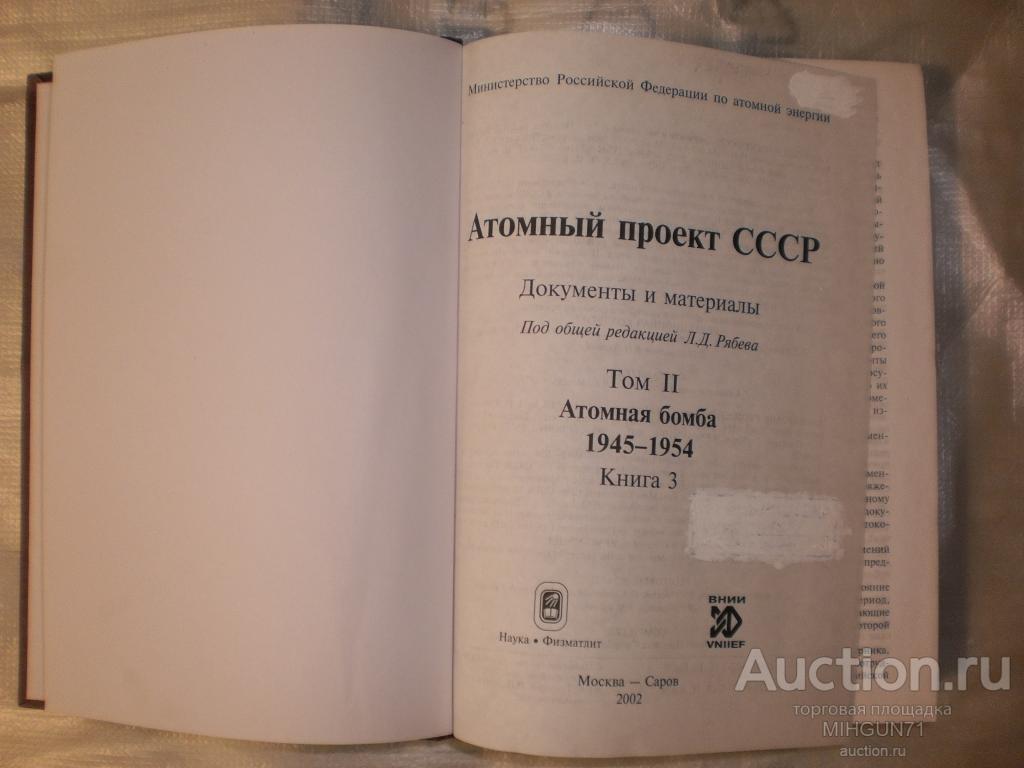 Министерство Российской Федерации по атомной энергии
Атомный проект СССР
Документы и материалы
Под общей редакцией Л.Д. Рябева
Том II
Атомная бомба
1945–1954
Книга 3
Наука • Физматлит
ВНИИ
VNIIEF
Москва — Саров
2002
Auction.ru
торговая площадка
MIHGUN71
auction.ru